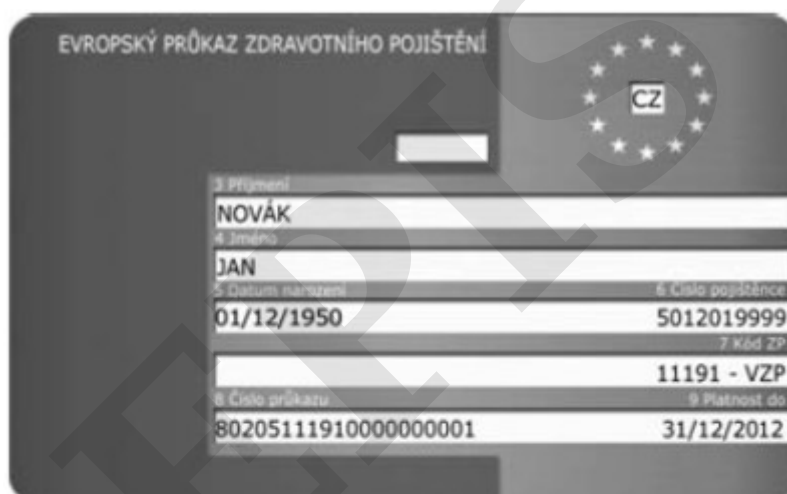 EVROPSKÝ PRŮKAZ ZDRAVOTNÍHO POJIŠTĚNÍ
CZ
3 Příjmení
NOVÁK
4 Jméno
JAN
5 Datum narození 6 Číslo pojištěnce
01/12/1950 5012019999
7 Kód ZP
11191 - VZP
8 Číslo průkazu 9 Platnost do
80205111910000000001 31/12/2012
EPIS